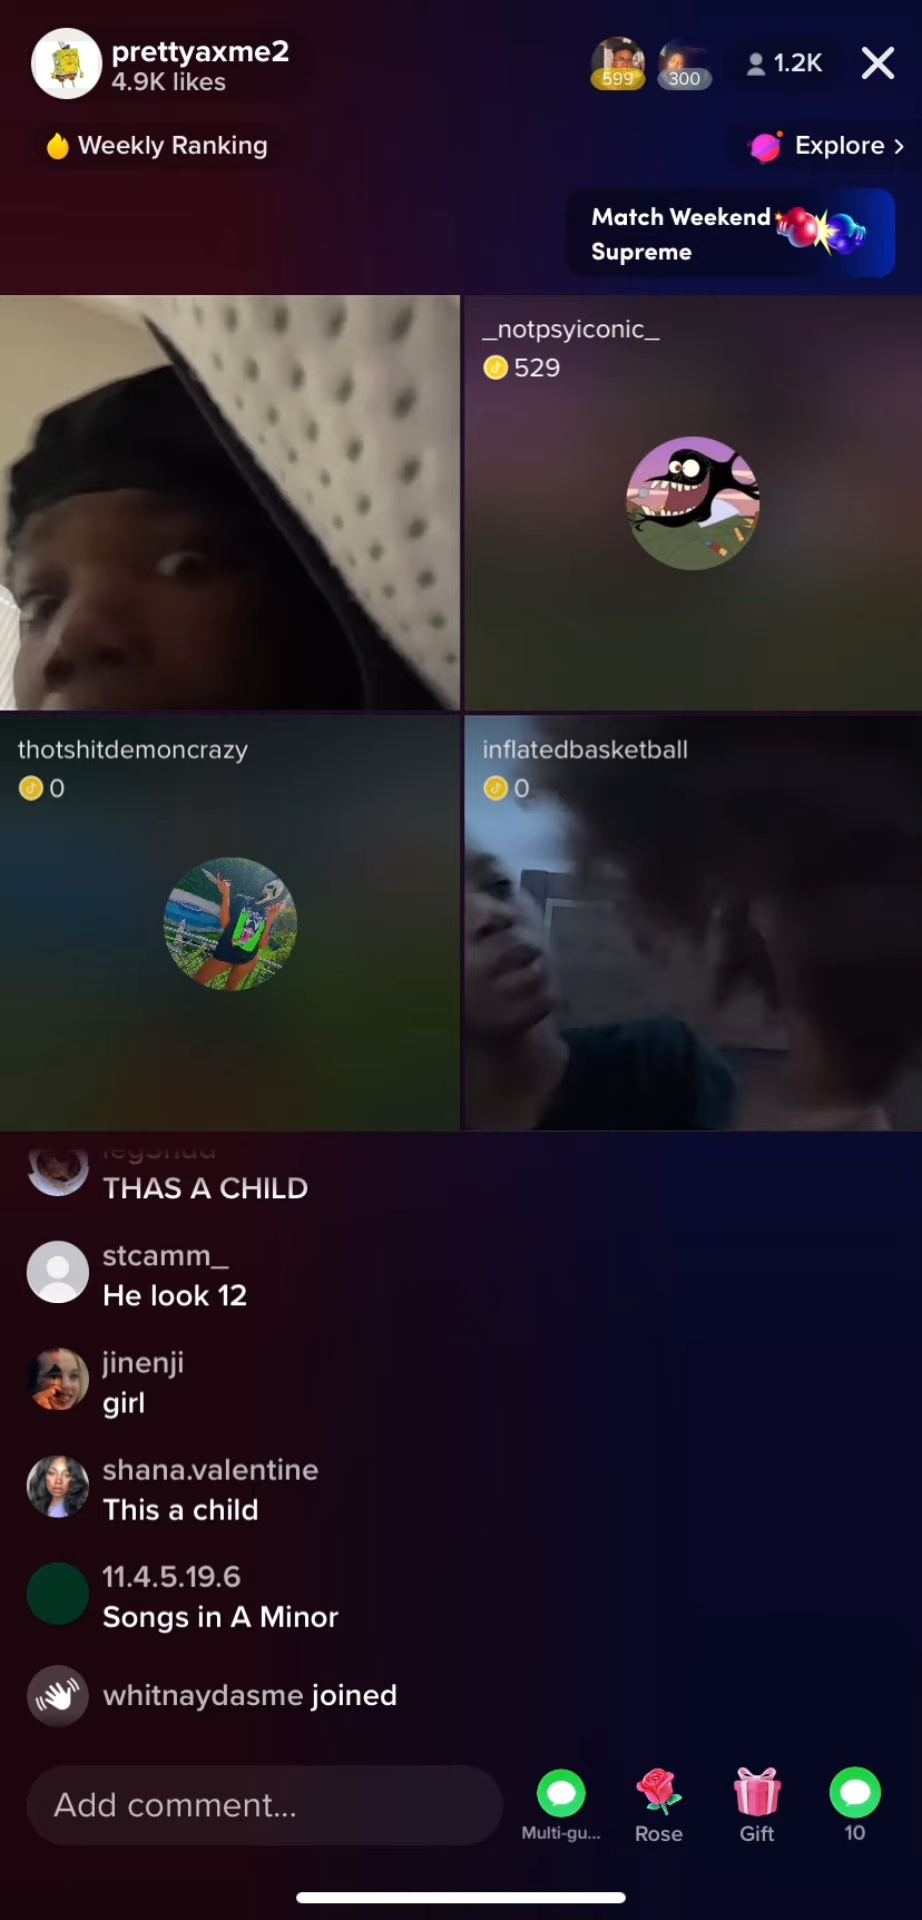 prettyaxme2
4.9K likes
599
300
1.2K
Weekly Ranking
Explore >
Match Weekend
Supreme
_notpsyiconic_
529
thotshitdemoncrazy
0
inflatedbasketball
0
THAS A CHILD
stcamm_
He look 12
jinenji
girl
shana.valentine
This a child
11.4.5.19.6
Songs in A Minor
whitnaydasme joined
Add comment...
Multi-gu...
Rose
Gift
10